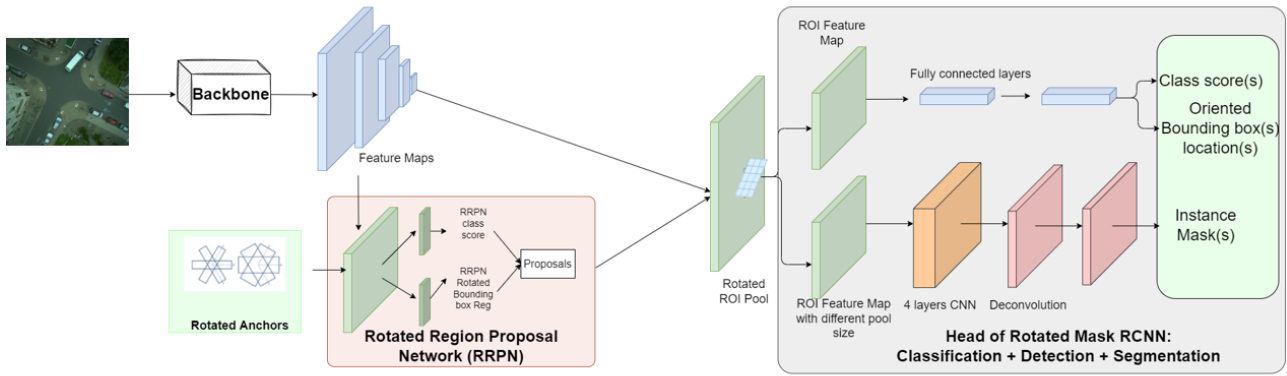 Backbone
Feature Maps
Rotated Anchors
RRPN
class
score
RRPN
Rotated
Bounding
box Reg
Proposals
Rotated Region Proposal
Network (RRPN)
Rotated
ROI Pool
ROI Feature
Map
Fully connected layers
Class score(s)
Oriented
Bounding box(s)
location(s)
ROI Feature Map
with different pool
size
4 layers CNN
Deconvolution
Instance
Mask(s)
Head of Rotated Mask RCNN:
Classification + Detection + Segmentation